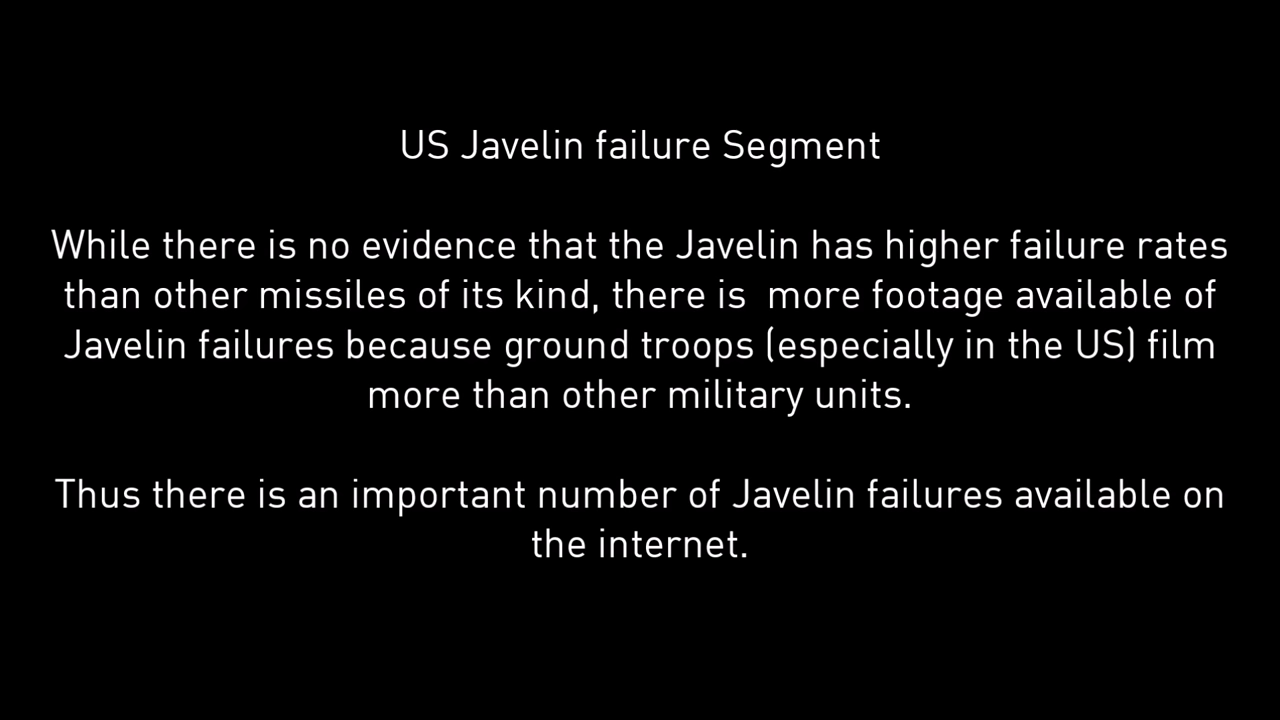 US Javelin failure Segment
While there is no evidence that the Javelin has higher failure rates
than other missiles of its kind, there is  more footage available of
Javelin failures because ground troops (especially in the US) film
more than other military units.
Thus there is an important number of Javelin failures available on
the internet.